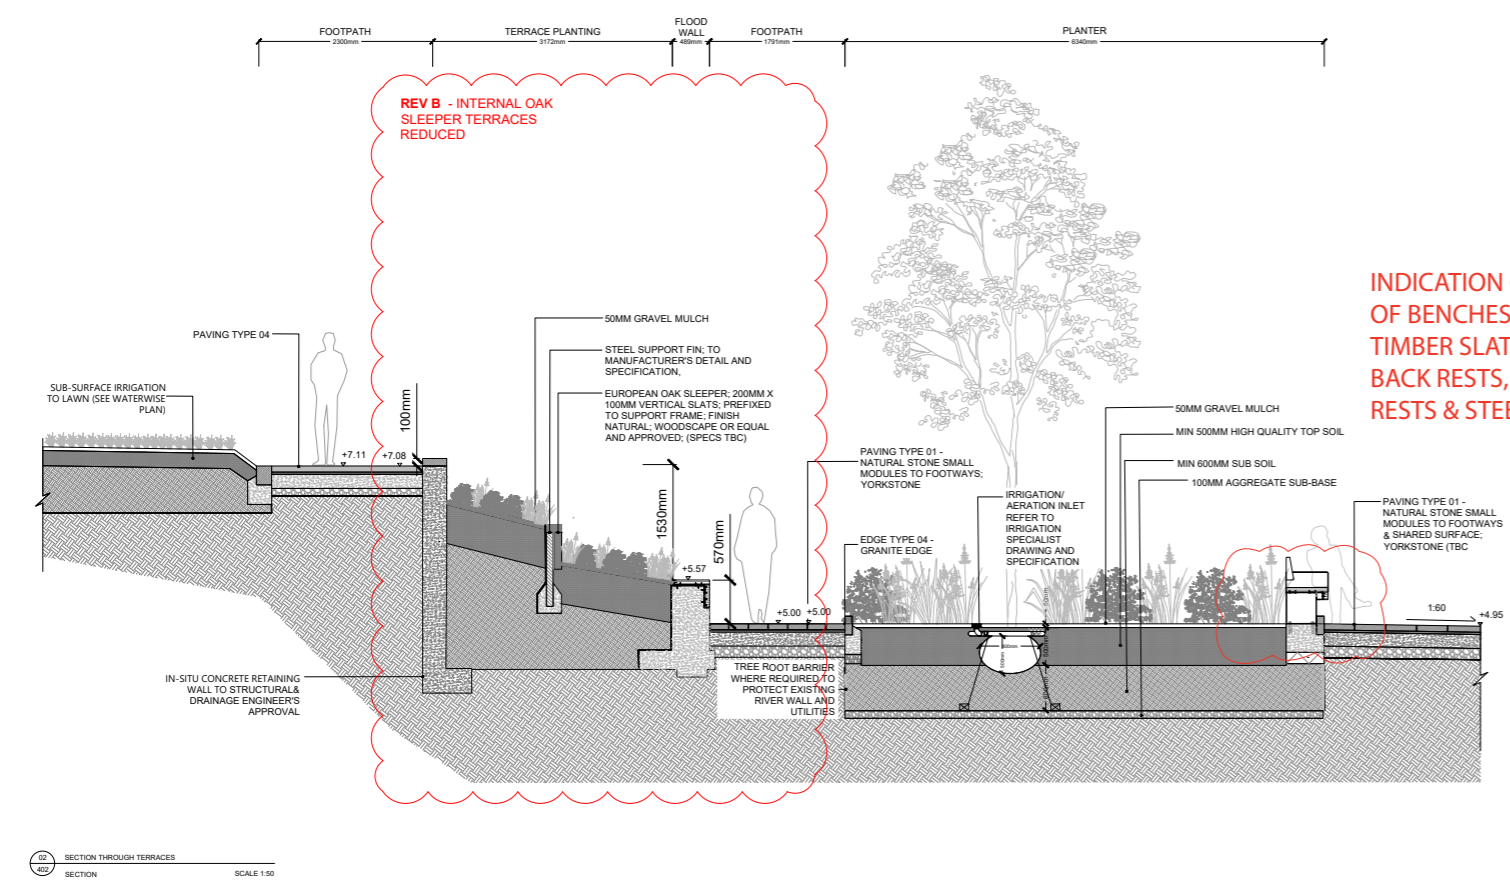 FOOTPATH
2300mm
TERRACE PLANTING
3172mm
FLOOD
WALL
489mm
FOOTPATH
1791mm
PLANTER
6340mm
REV B - INTERNAL OAK
SLEEPER TERRACES
REDUCED
INDICATION
OF BENCHES
TIMBER SLAT
BACK RESTS,
RESTS & STEE
PAVING TYPE 04
SUB-SURFACE IRRIGATION
TO LAWN (SEE WATERWISE
PLAN)
100mm
+7.11
+7.08
50MM GRAVEL MULCH
STEEL SUPPORT FIN; TO
MANUFACTURER'S DETAIL AND
SPECIFICATION,
EUROPEAN OAK SLEEPER; 200MM X
100MM VERTICAL SLATS; PREFIXED
TO SUPPORT FRAME; FINISH
NATURAL; WOODSCAPE OR EQUAL
AND APPROVED; (SPECS TBC)
1530mm
570mm
+5.57
+5.00
+5.00
PAVING TYPE 01 -
NATURAL STONE SMALL
MODULES TO FOOTWAYS;
YORKSTONE
EDGE TYPE 04 -
GRANITE EDGE
IRRIGATION/
AERATION INLET
REFER TO
IRRIGATION
SPECIALIST
DRAWING AND
SPECIFICATION
50MM GRAVEL MULCH
MIN 500MM HIGH QUALITY TOP SOIL
MIN 600MM SUB SOIL
100MM AGGREGATE SUB-BASE
PAVING TYPE 01 -
NATURAL STONE SMALL
MODULES TO FOOTWAYS
& SHARED SURFACE;
YORKSTONE (TBC
1:60
+4.95
IN-SITU CONCRETE RETAINING
WALL TO STRUCTURAL&
DRAINAGE ENGINEER'S
APPROVAL
TREE ROOT BARRIER
WHERE REQUIRED TO
PROTECT EXISTING
RIVER WALL AND
UTILITIES
02
402
SECTION THROUGH TERRACES
SECTION
SCALE 1:50